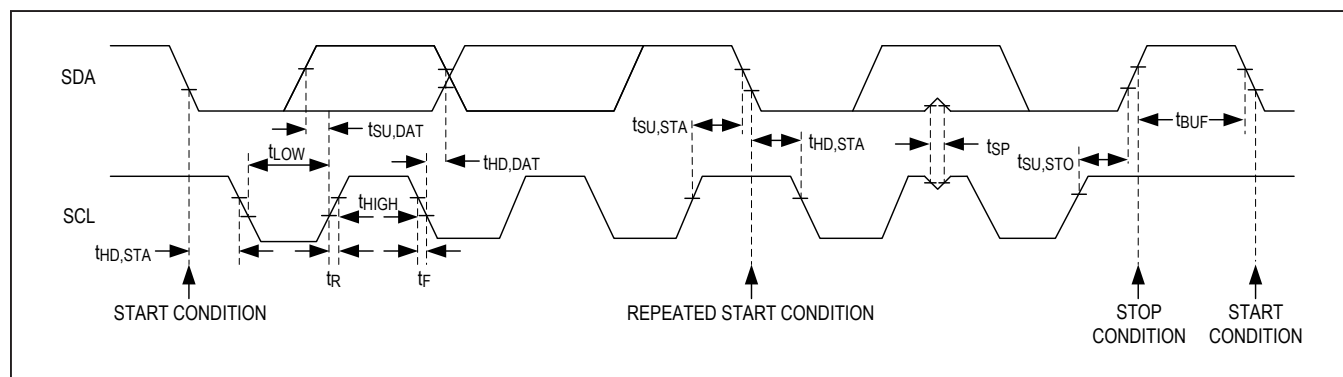 SDA
tSU,DAT
tLOW
tHD,DAT
tSU,STA
tHD,STA
tSP
tSU,STO
tBUF
SCL
tHIGH
tHD,STA
tR
tF
START CONDITION
REPEATED START CONDITION
STOP
CONDITION
START
CONDITION